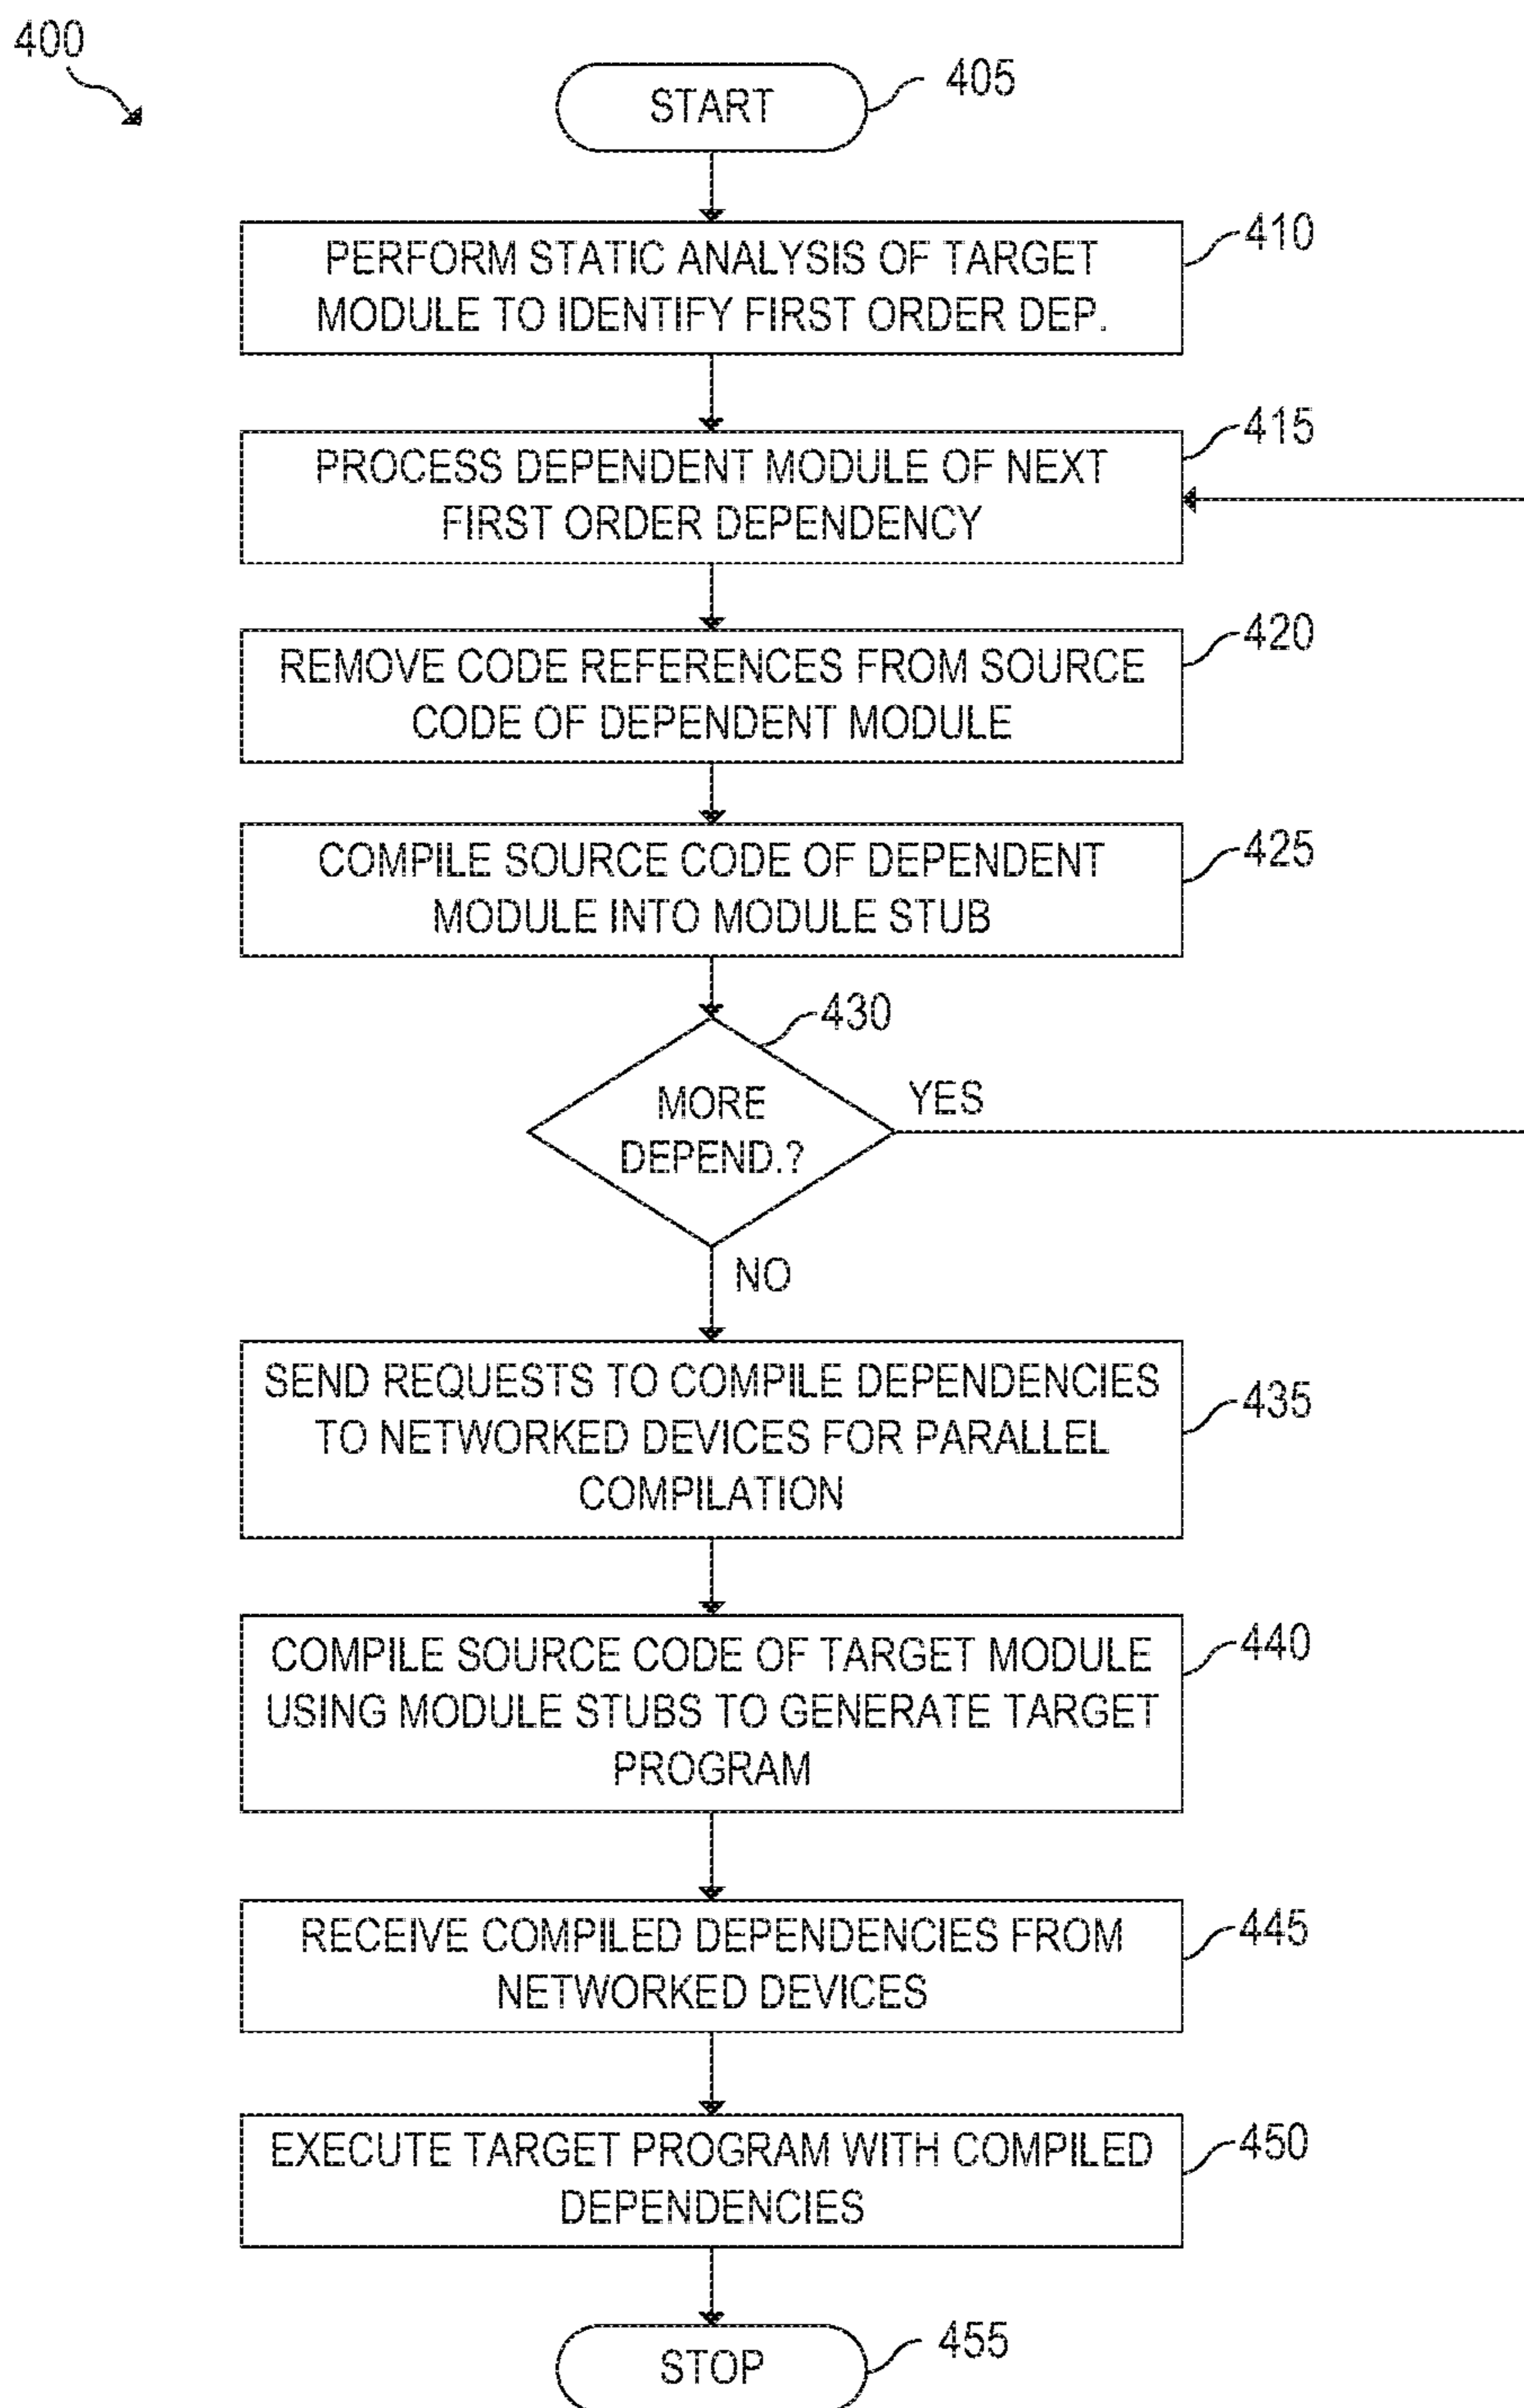 400
START
405
PERFORM STATIC ANALYSIS OF TARGET
MODULE TO IDENTIFY FIRST ORDER DEP.
410
PROCESS DEPENDENT MODULE OF NEXT
FIRST ORDER DEPENDENCY
415
REMOVE CODE REFERENCES FROM SOURCE
CODE OF DEPENDENT MODULE
420
COMPILE SOURCE CODE OF DEPENDENT
MODULE INTO MODULE STUB
425
430
MORE
DEPEND.?
YES
NO
SEND REQUESTS TO COMPILE DEPENDENCIES
TO NETWORKED DEVICES FOR PARALLEL
COMPILATION
435
COMPILE SOURCE CODE OF TARGET MODULE
USING MODULE STUBS TO GENERATE TARGET
PROGRAM
440
RECEIVE COMPILED DEPENDENCIES FROM
NETWORKED DEVICES
445
EXECUTE TARGET PROGRAM WITH COMPILED
DEPENDENCIES
450
STOP
455